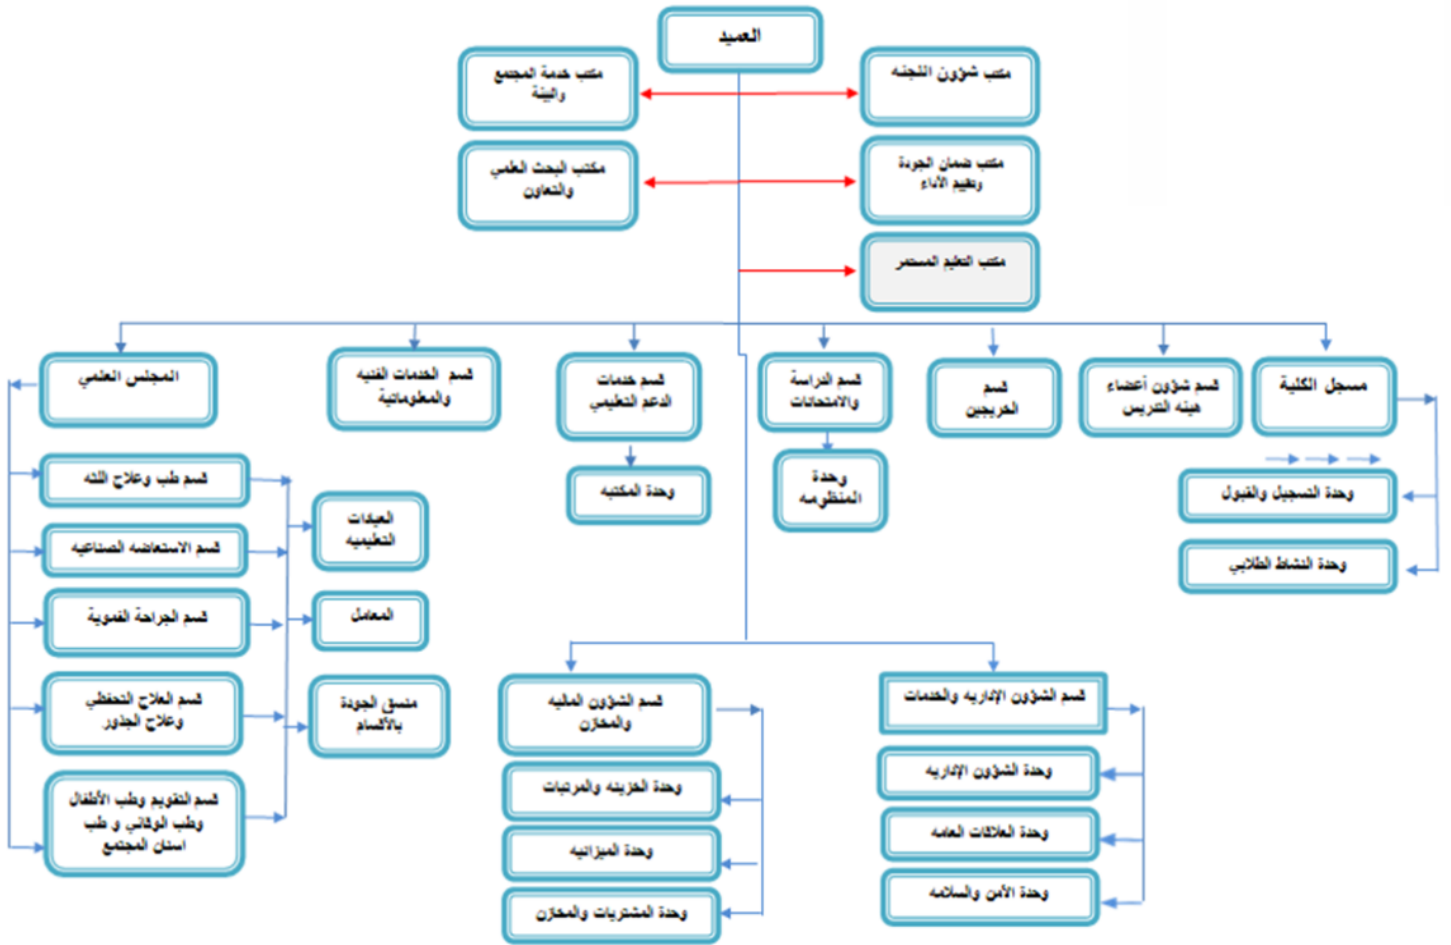 العميد
مكتب شؤون اللجنه
مكتب خدمة المجتمع
والبيئة
مكتب ضمان الجودة
وتقييم الأداء
مكتب البحث العلمي
والتعاون
مكتب التعليم المستمر
مسجل الكلية
قسم شؤون أعضاء
هيئه التدريس
قسم
الخريجين
قسم الدراسة
والامتحانات
قسم خدمات
الدعم التعليمي
قسم الخدمات الفنيه
والمعلوماتية
المجلس العلمي
وحدة التسجيل والقبول
وحدة النشاط الطلابي
وحدة
المنظومه
وحدة المكتبه
قسم طب وعلاج اللثه
قسم الاستعاضه الصناعيه
قسم الجراحة الفموية
قسم العلاج التحفظي
وعلاج الجذور
قسم التقويم وطب الأطفال
وطب الوقائي و طب
اسنان المجتمع
العيادات
التعليميه
المعامل
منسق الجودة
بالأقسام
قسم الشؤون الإداريه والخدمات
وحدة الشؤون الإداريه
وحدة العلاقات العامه
وحدة الأمن والسلامه
قسم الشؤون الماليه
والمخازن
وحدة الخزينه والمرتبات
وحدة الميزانيه
وحدة المشتريات والمخازن